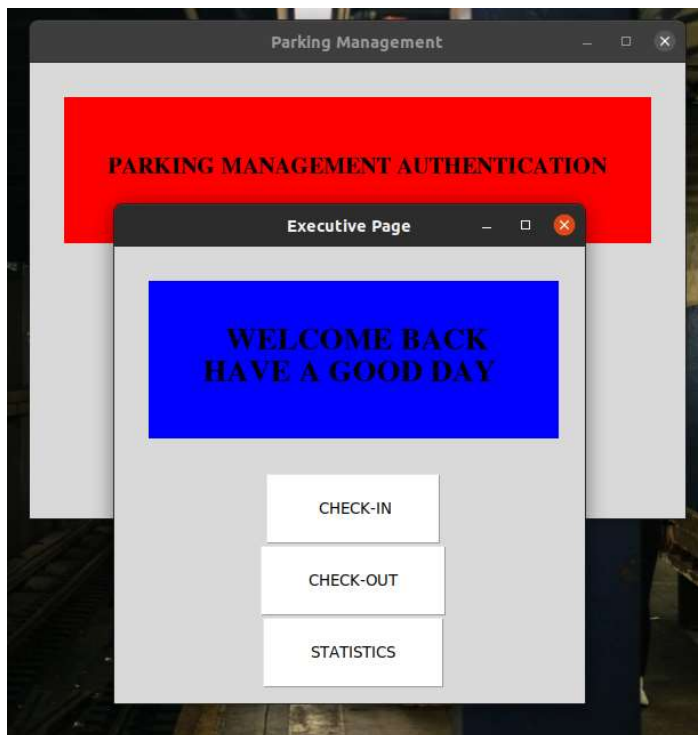 Parking Management
PARKING MANAGEMENT AUTHENTICATION
Executive Page
WELCOME BACK
HAVE A GOOD DAY
CHECK-IN
CHECK-OUT
STATISTICS